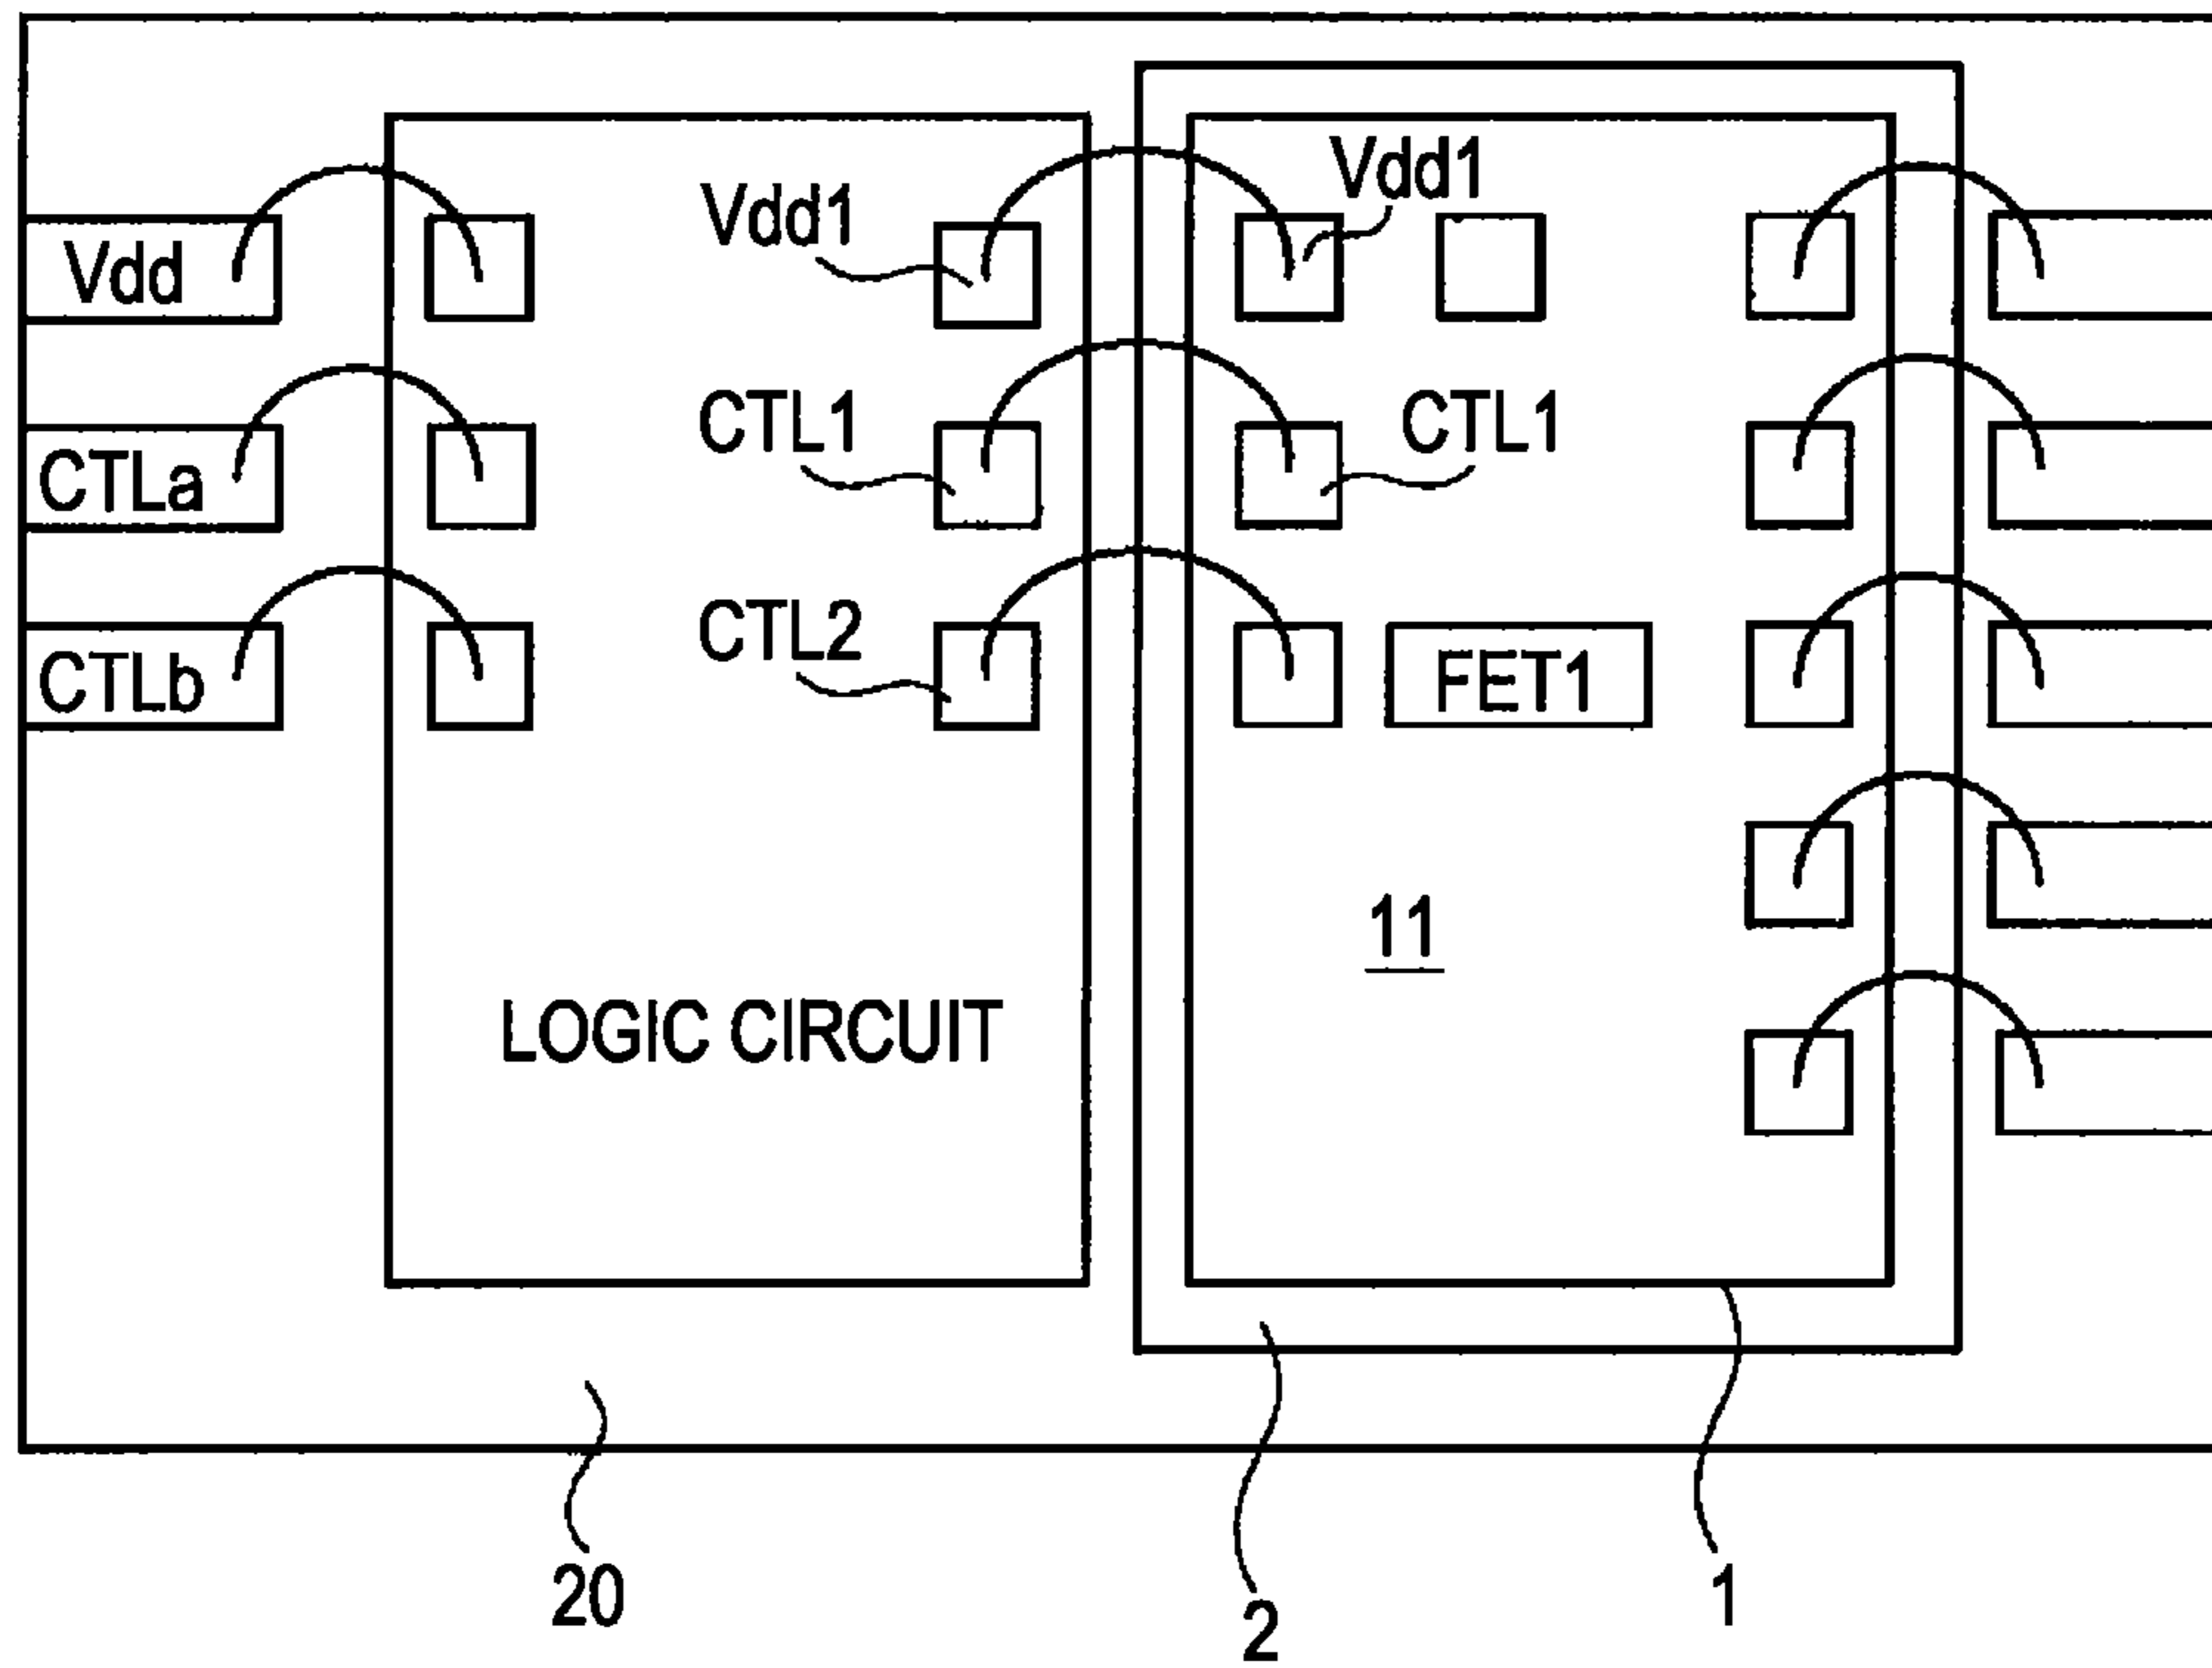 Vdd1
Vdd1
Vdd
CTL1
CTL1
CTLa
CTL2
FET1
CTLb
11
LOGIC CIRCUIT
20
2
1